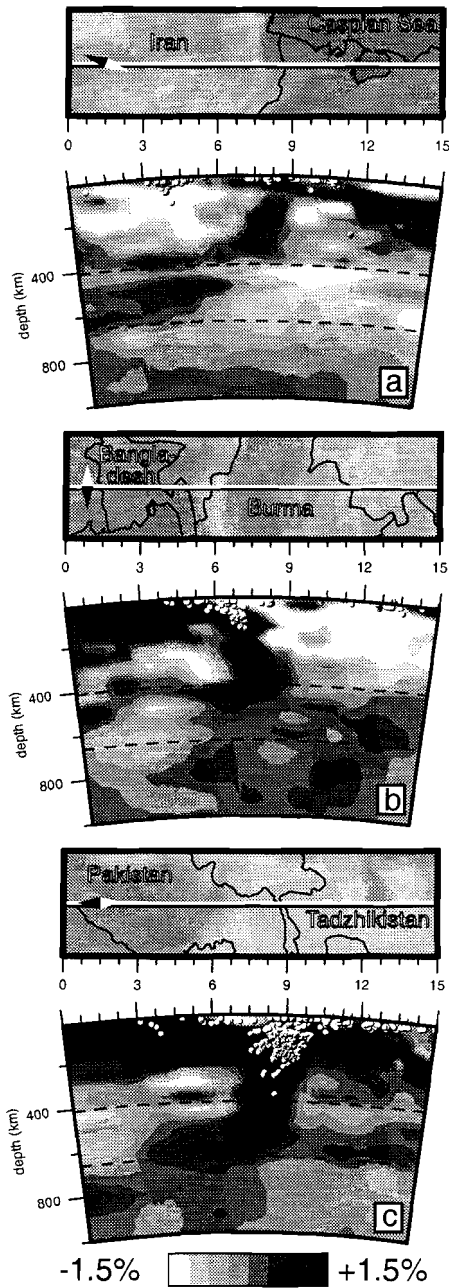 Iran
Caspian Sea
0 3 6 9 12 15
depth (km)
400
800
a
Bangla
desh
Burma
0 3 6 9 12 15
depth (km)
400
800
b
Pakistan
Tadzhikistan
0 3 6 9 12 15
depth (km)
400
800
c
-1.5% +1.5%